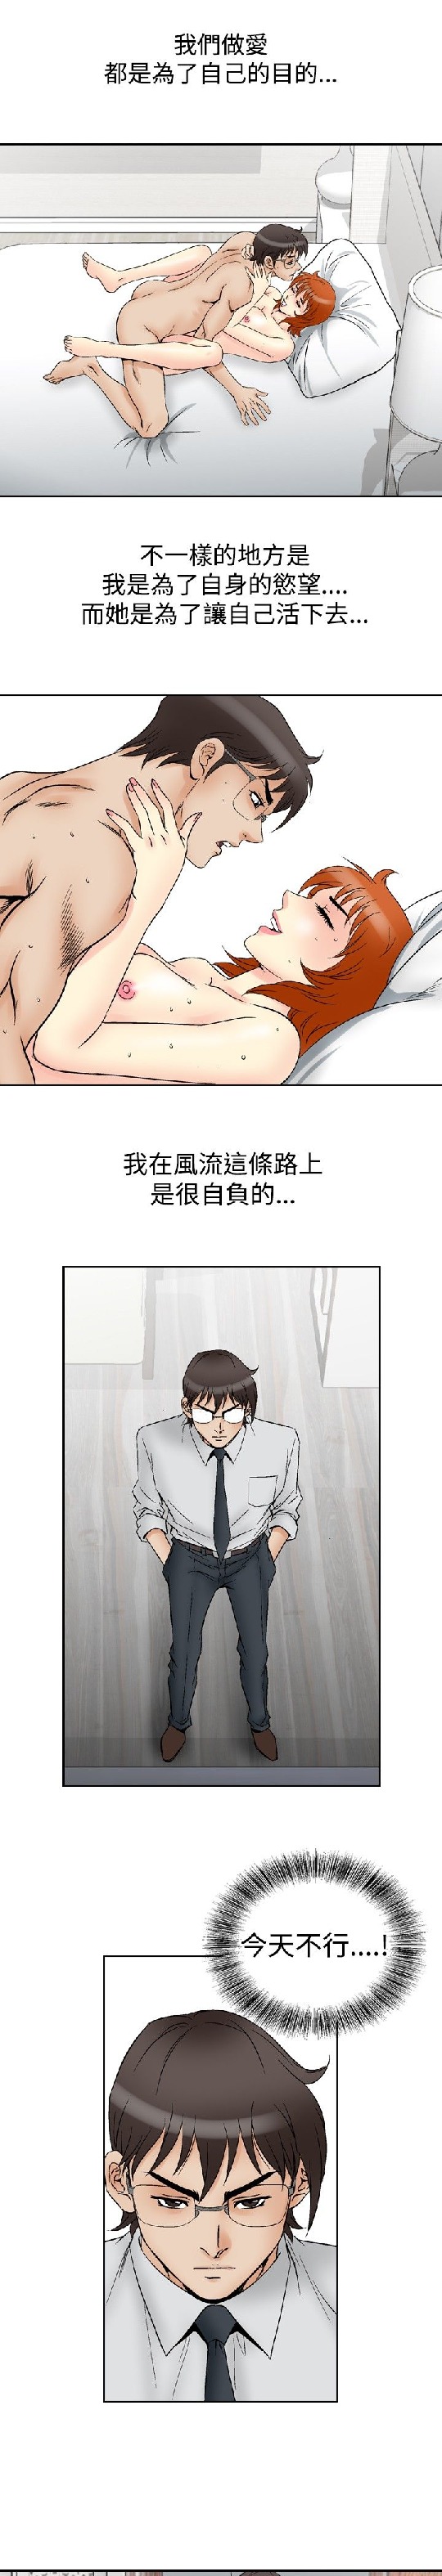 我們做愛
都是為了自己的目的...
不一樣的地方是
我是為了自身的慾望....
而她是為了讓自己活下去...
我在風流這條路上
是很自負的...
今天不行....!